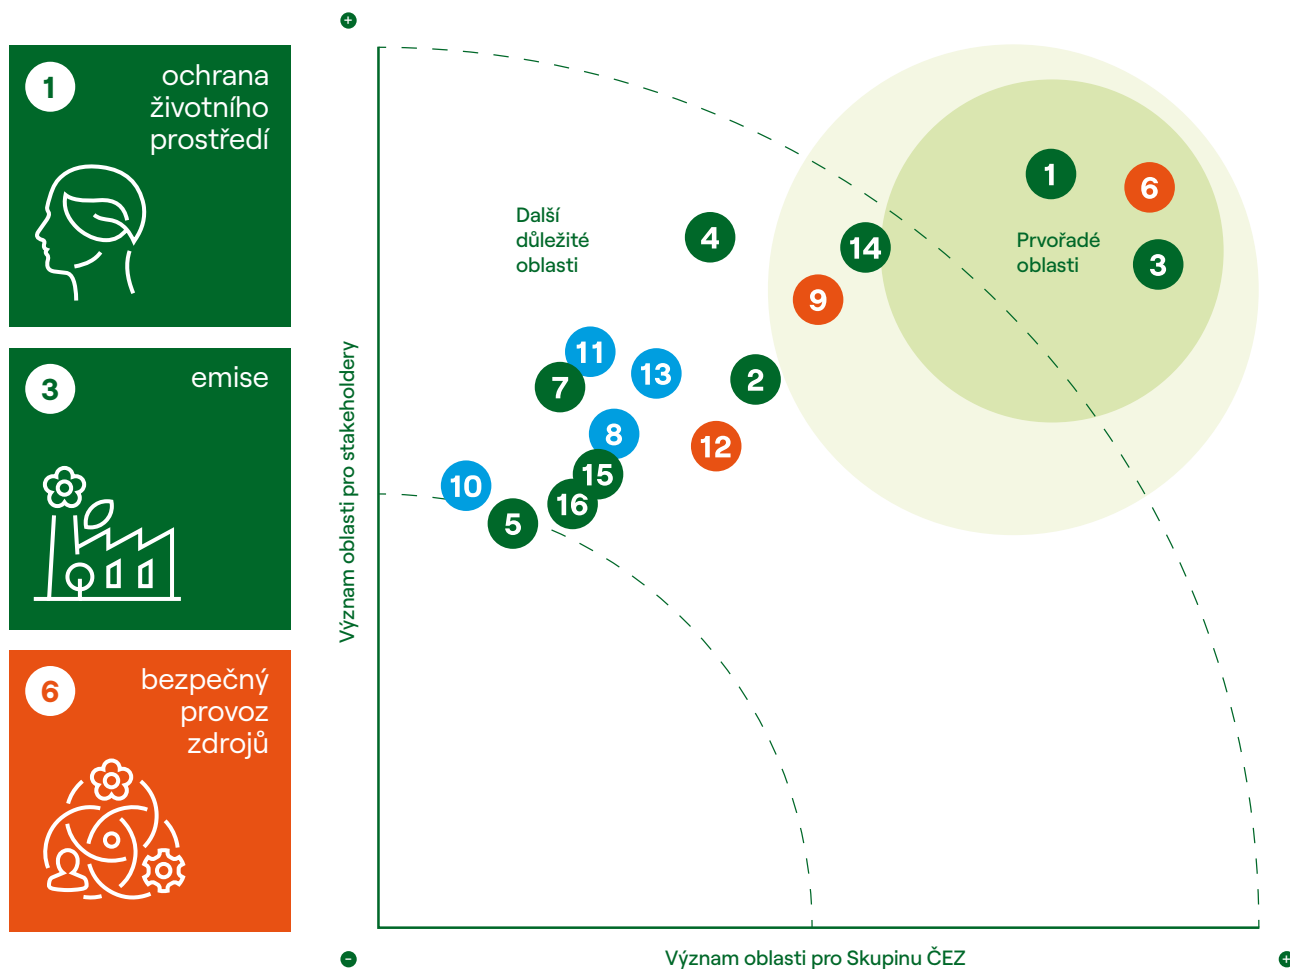 1
ochrana
životního
prostředí
3
emise
6
bezpečný
provoz
zdrojů
+
Význam oblasti pro stakeholdery
Další
důležité
oblasti
Prvořadé
oblasti
1
6
4
14
3
9
11
13
7
2
8
12
15
10
16
5
−
Význam oblasti pro Skupinu ČEZ
+